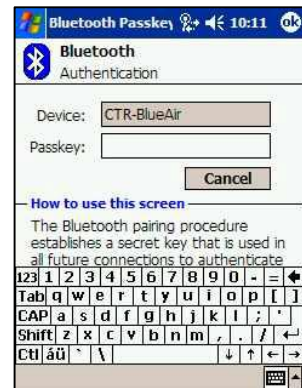 Bluetooth Passkey 10:11 ok
Bluetooth
Authentication
Device: CTR-BlueAir
Passkey:
Cancel
How to use this screen
The Bluetooth pairing procedure
establishes a secret key that is used in
all future connections to authenticate
123 1 2 3 4 5 6 7 8 9 0 - =
Tab q w e r t y u i o p [ ]
CAP a s d f g h j k l ; '
Shift z x c v b n m , . /
Ctl áü ` \